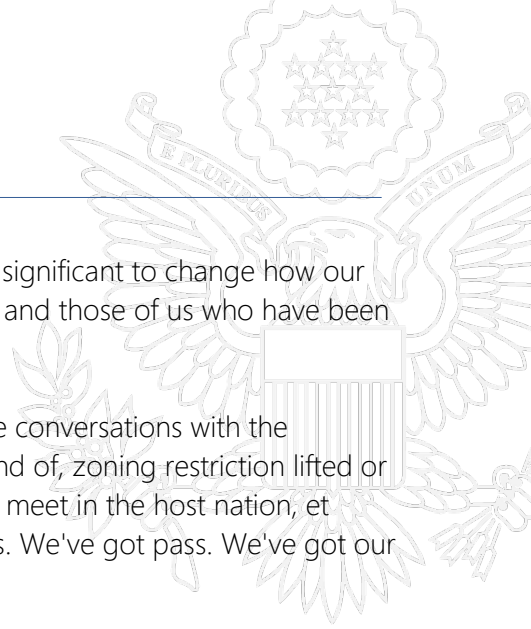 E PLURIBUS
UNUM
significant to change how our
and those of us who have been
e conversations with the
nd of, zoning restriction lifted or
meet in the host nation, et
s. We've got pass. We've got our